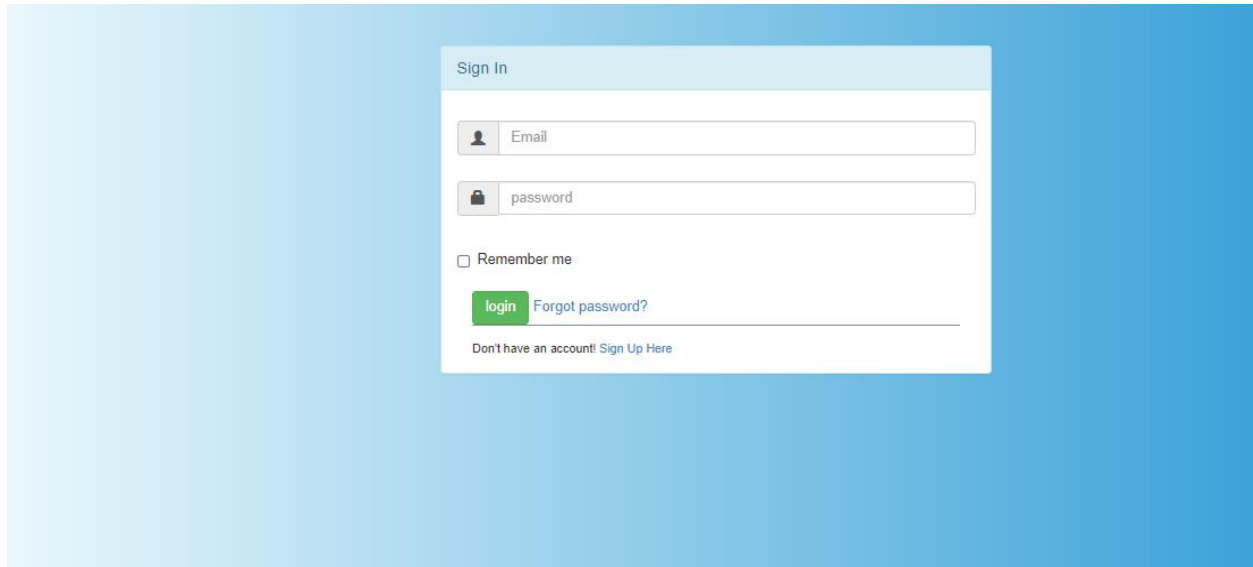 Sign In
Email
password
Remember me
login Forgot password?
Don't have an account! Sign Up Here